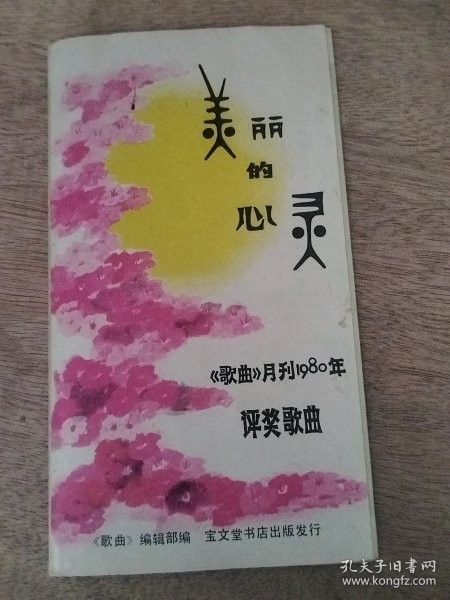 美丽
的
心灵
《歌曲》月刊1980年
评奖歌曲
《歌曲》编辑部编 宝文堂书店出版发行
孔夫子旧书网
www.kongfz.com